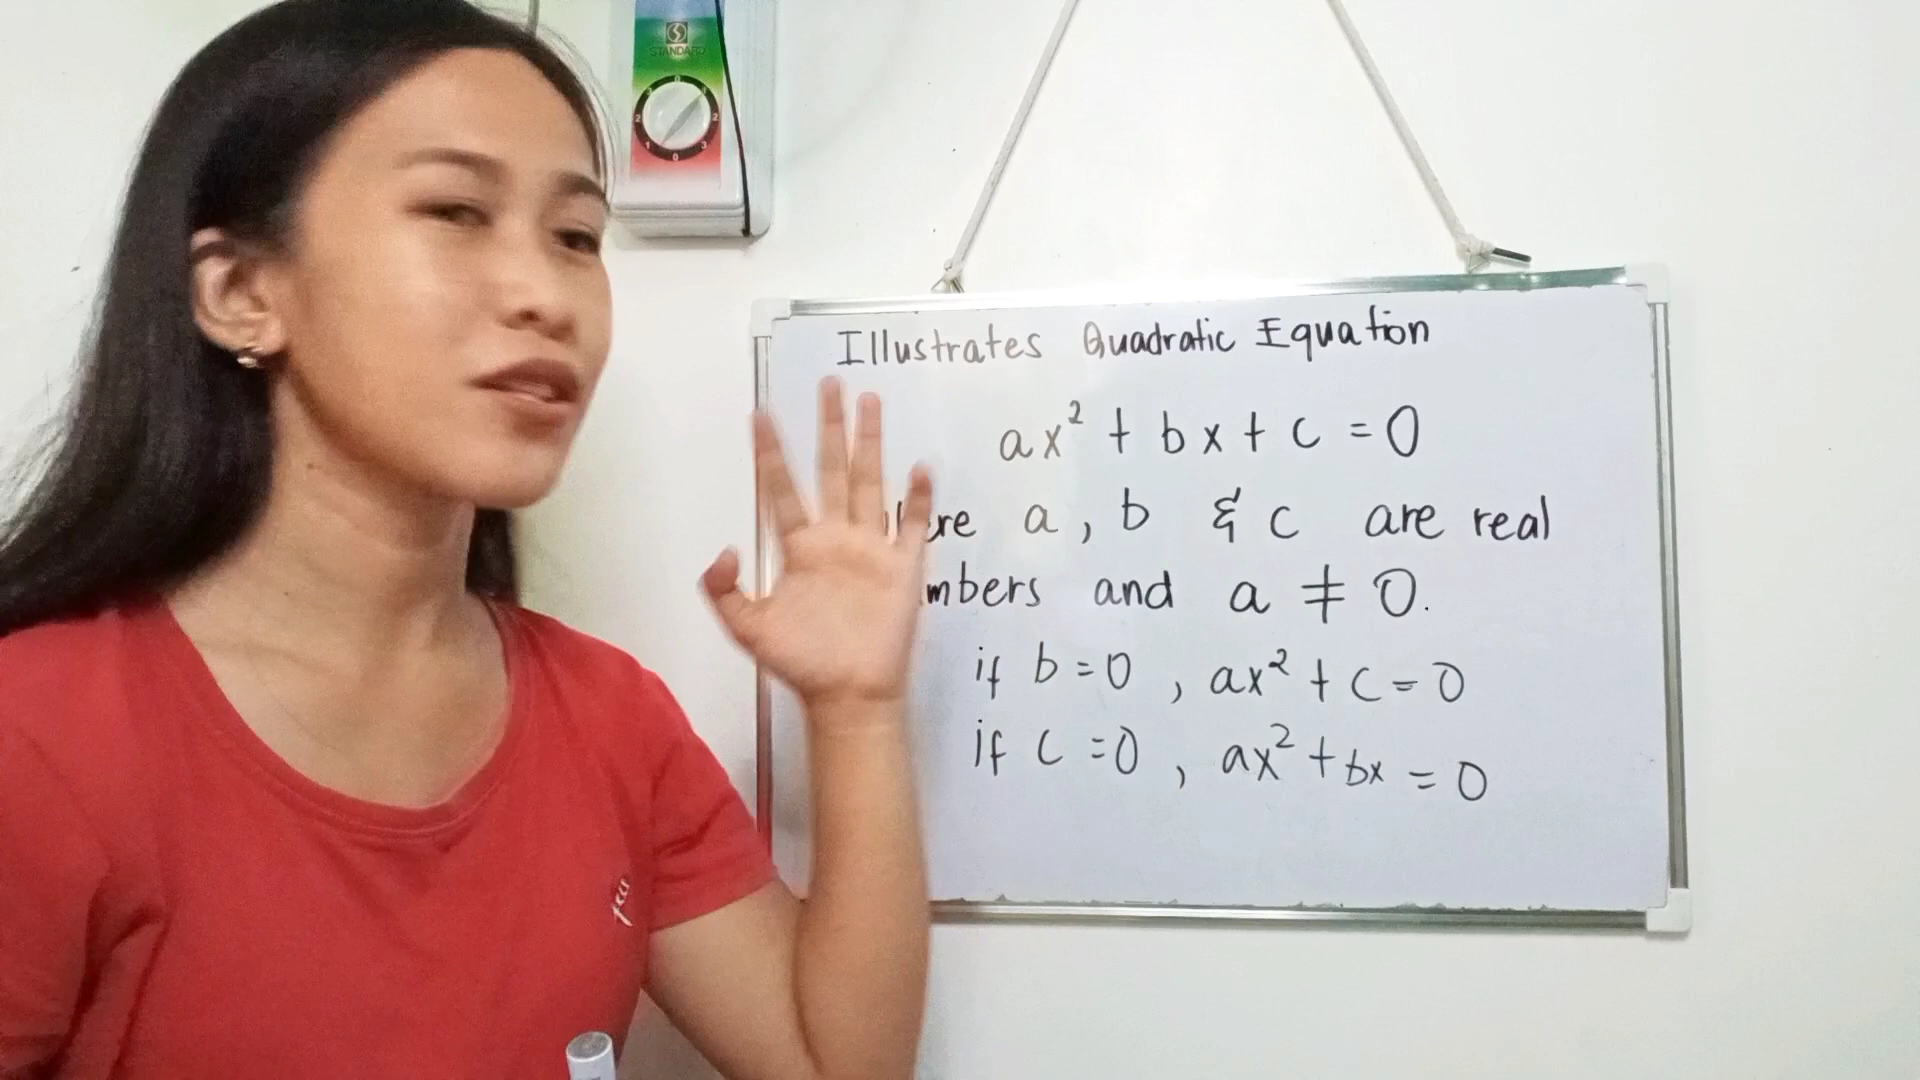 STANDARD
Illustrates Quadratic Equation
ax² + bx + c = 0
a, b & c are real
and a ≠ 0.
if b = 0, ax² + c = 0
if c = 0, ax² + bx = 0